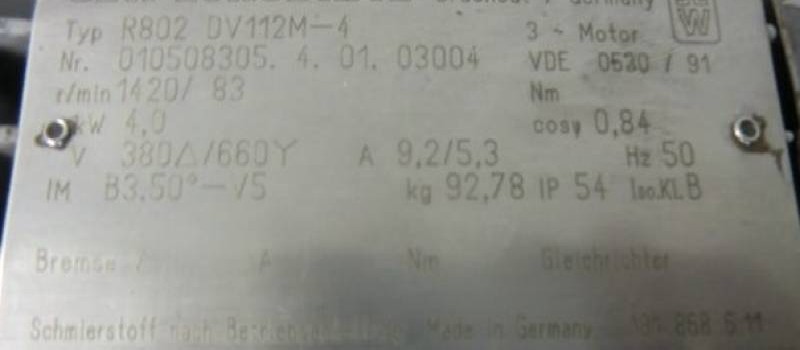 Typ R802 DV112M-4 3 ~ Motor
Nr. 010508305. 4. 01. 03004 VDE 0530 / 91
r/min 1420/ 83 Nm
kW 4,0 cosφ 0,84
V 380△/660Y A 9,2/5,3 Hz 50
IM B3.50°-V5 kg 92,78 IP 54 Iso.Kl. B
Bremse A Nm Gleichrichter
Schmierstoff nach Made in Germany